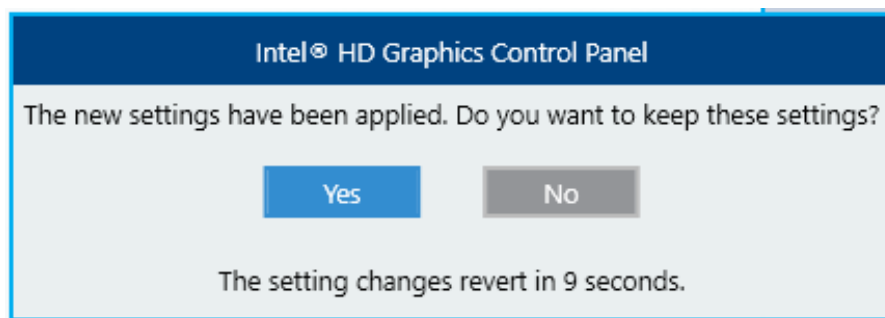 Intel® HD Graphics Control Panel
The new settings have been applied. Do you want to keep these settings?
Yes
No
The setting changes revert in 9 seconds.